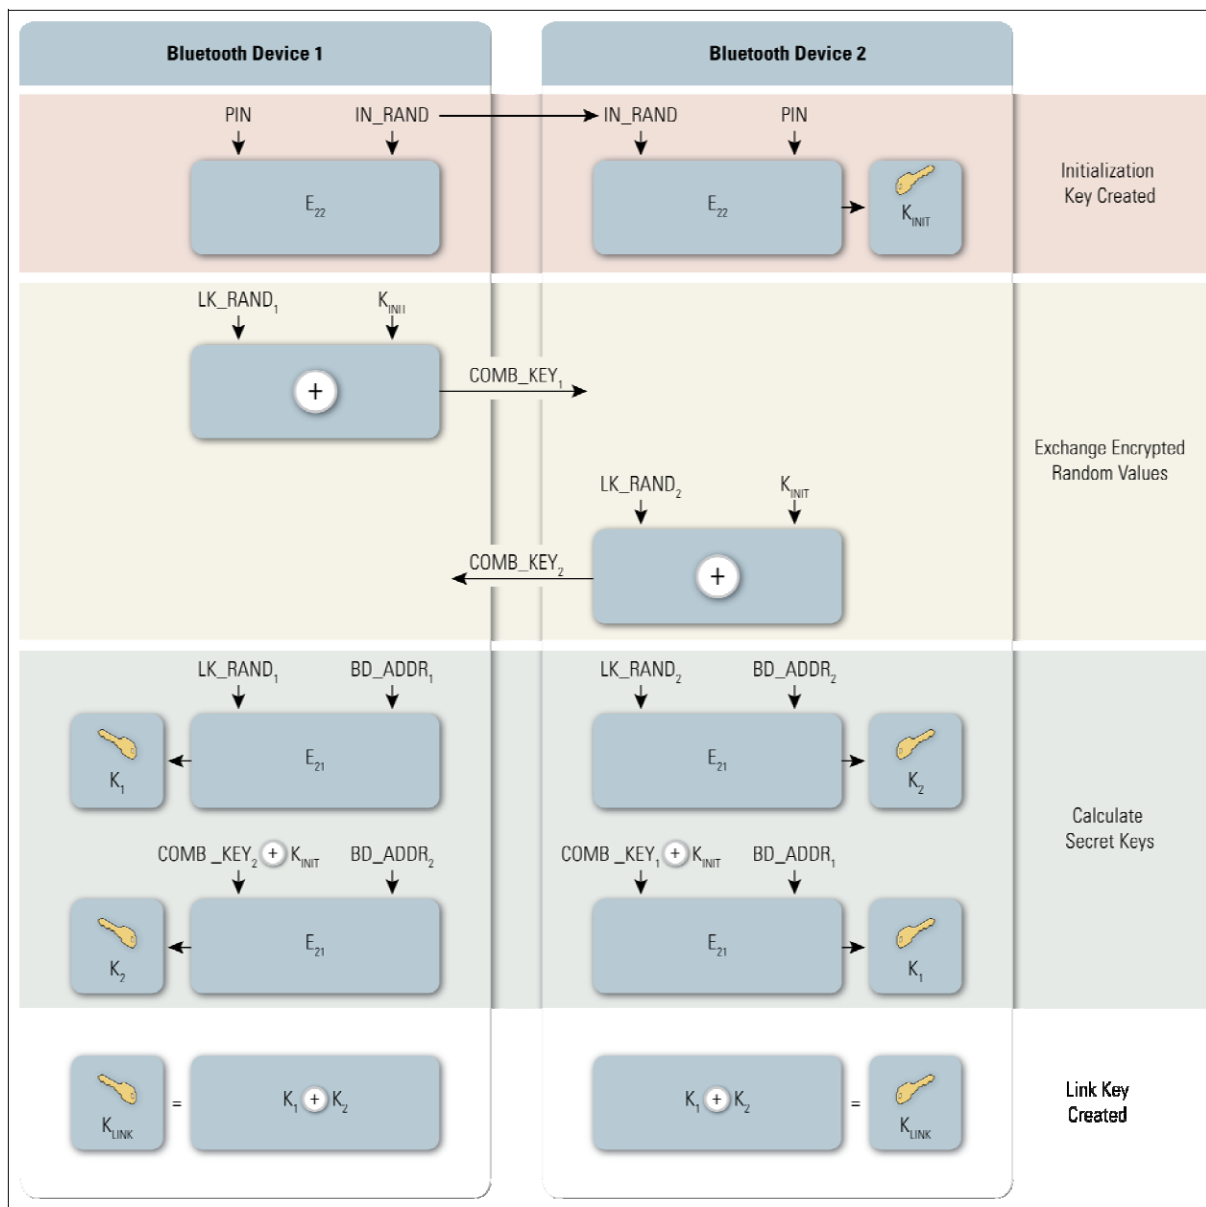 Bluetooth Device 1
Bluetooth Device 2
PIN IN_RAND
IN_RAND PIN
E22
E22
KINIT
Initialization
Key Created
LK_RAND1 KINIT
+
COMB_KEY1
Exchange Encrypted
Random Values
LK_RAND2 KINIT
COMB_KEY2
+
LK_RAND1 BD_ADDR1
LK_RAND2 BD_ADDR2
K1
E21
E21
K2
Calculate
Secret Keys
COMB_KEY2 + KINIT BD_ADDR2
COMB_KEY1 + KINIT BD_ADDR1
K2
E21
E21
K1
KLINK = K1 + K2
K1 + K2 = KLINK
Link Key
Created